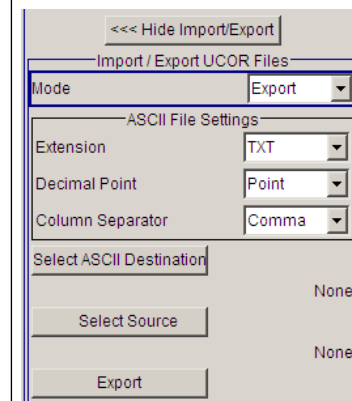 <<< Hide Import/Export
Import / Export UCOR Files
Mode Export
ASCII File Settings
Extension TXT
Decimal Point Point
Column Separator Comma
Select ASCII Destination
None
Select Source
None
Export